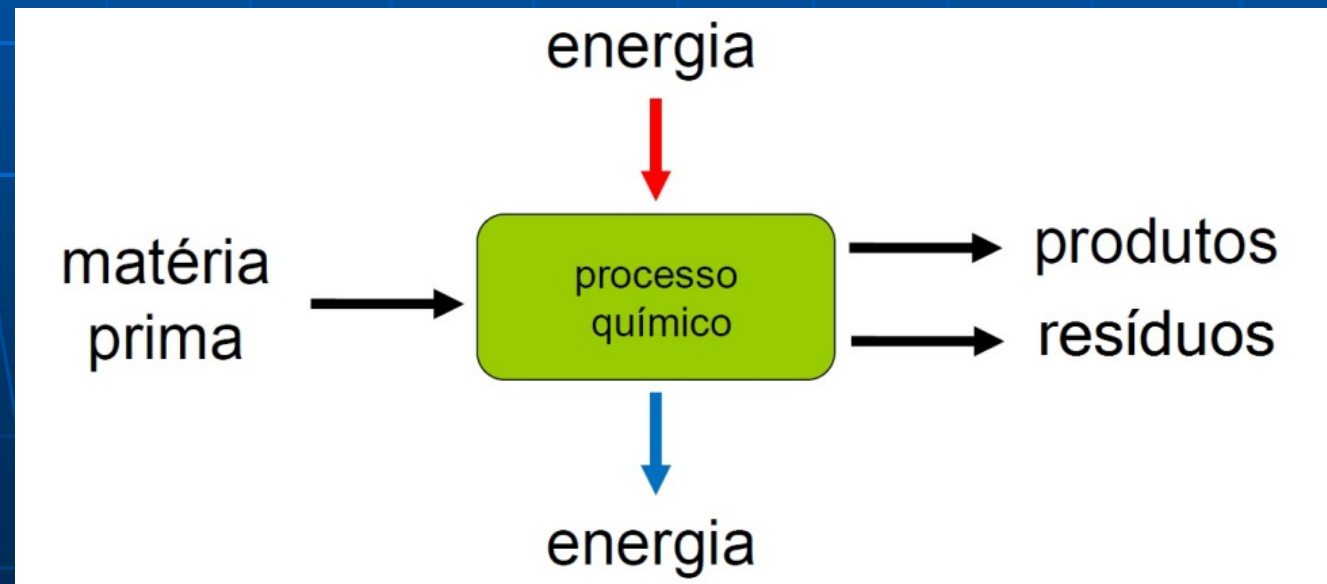 energia
matéria
prima
processo
químico
produtos
resíduos
energia